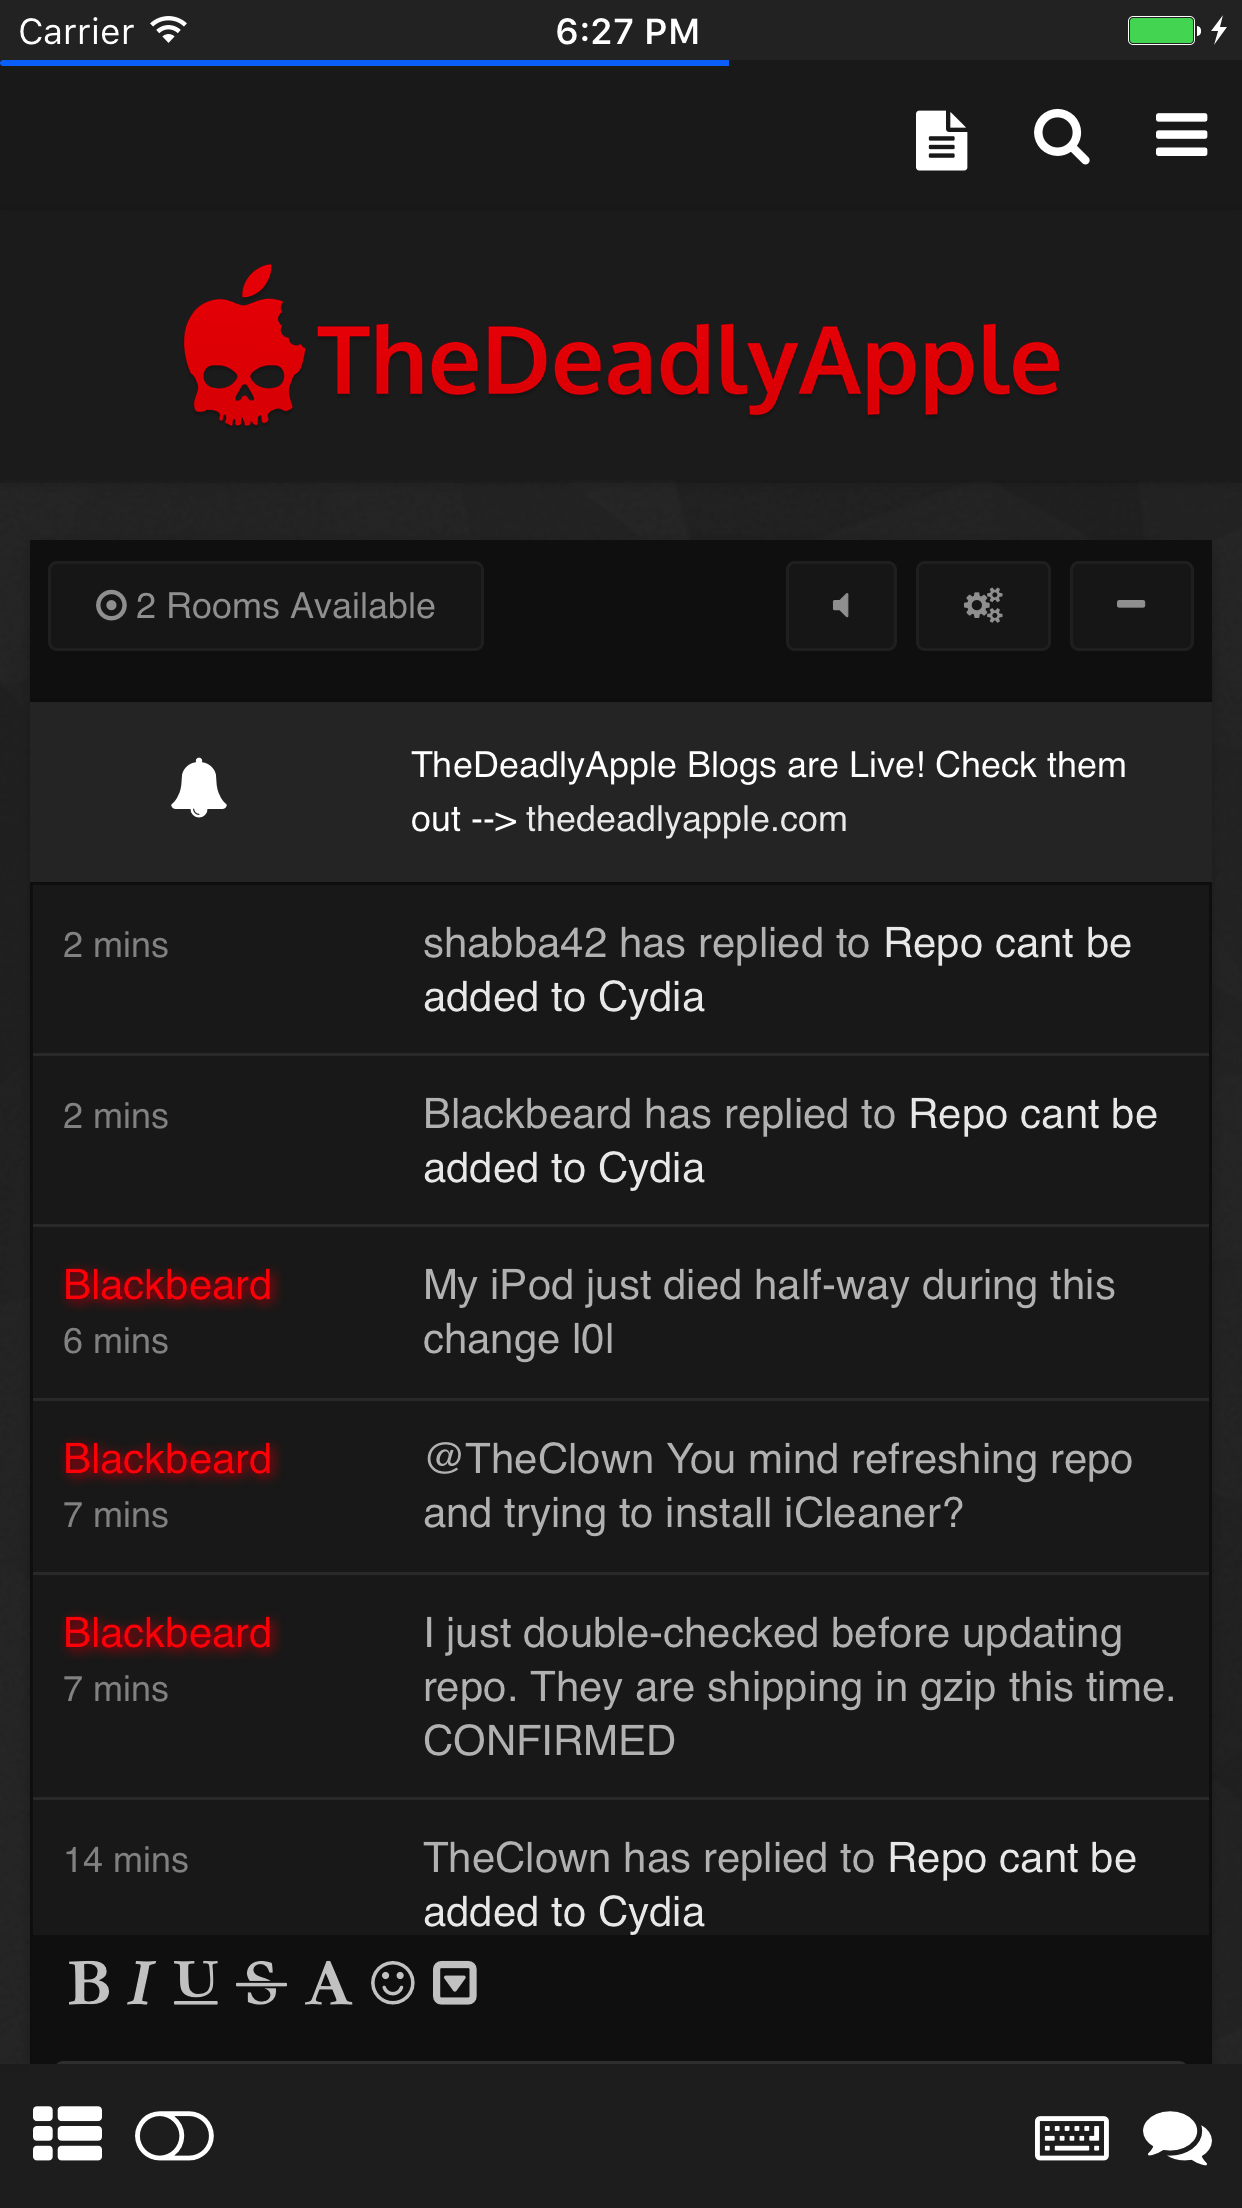 Carrier 6:27 PM
TheDeadlyApple
2 Rooms Available
TheDeadlyApple Blogs are Live! Check them
out --> thedeadlyapple.com
2 mins shabba42 has replied to Repo cant be
added to Cydia
2 mins Blackbeard has replied to Repo cant be
added to Cydia
Blackbeard My iPod just died half-way during this
6 mins change l0l
Blackbeard @TheClown You mind refreshing repo
7 mins and trying to install iCleaner?
Blackbeard I just double-checked before updating
7 mins repo. They are shipping in gzip this time.
CONFIRMED
14 mins TheClown has replied to Repo cant be
added to Cydia
B I U S A